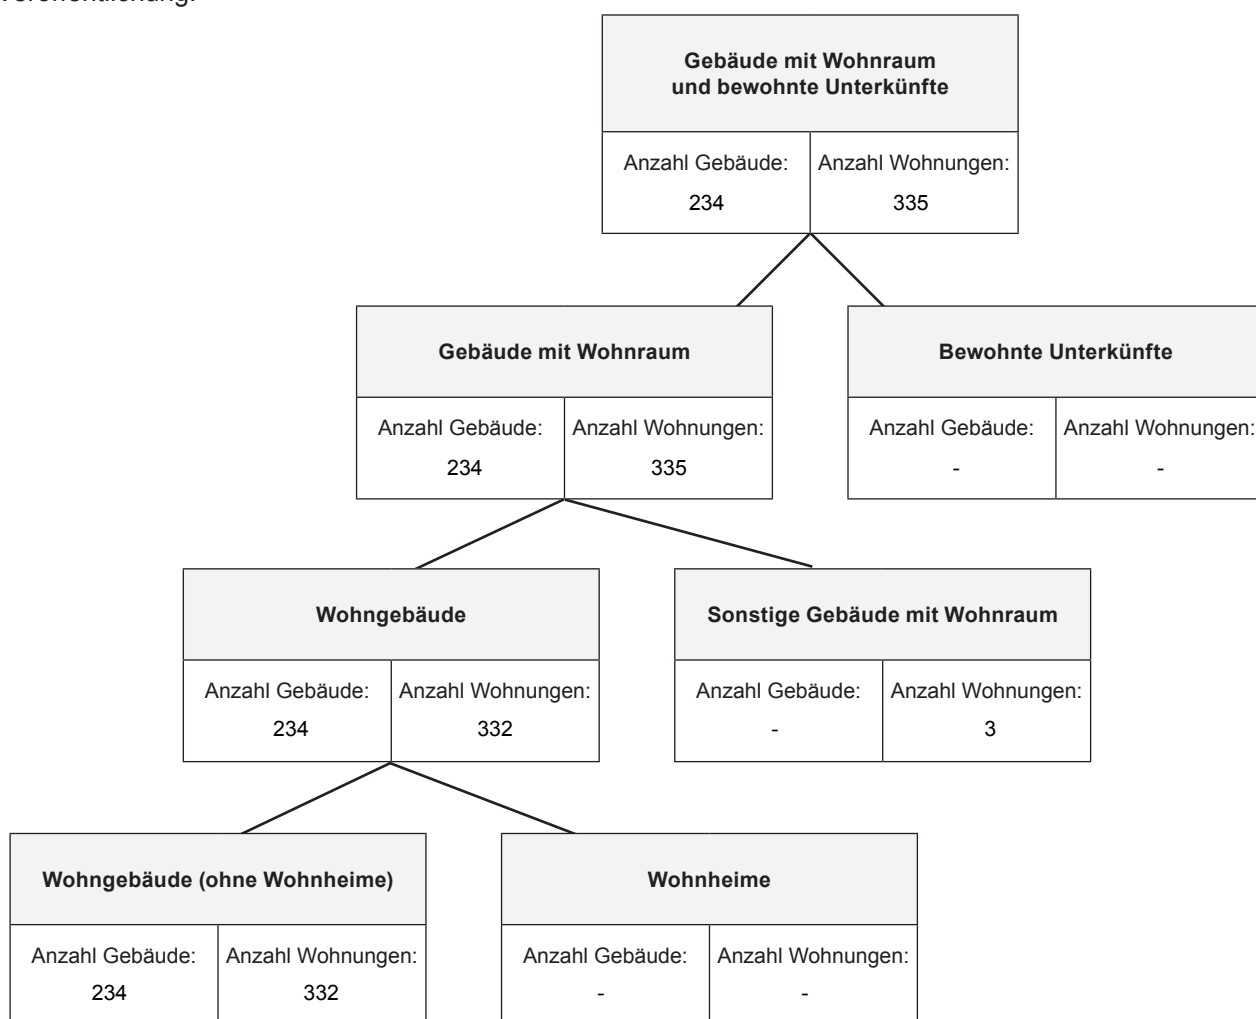 Veröffentlichung.
Gebäude mit Wohnraum
und bewohnte Unterkünfte
Anzahl Gebäude: Anzahl Wohnungen:
234 335
Gebäude mit Wohnraum Bewohnte Unterkünfte
Anzahl Gebäude: Anzahl Wohnungen: Anzahl Gebäude: Anzahl Wohnungen:
234 335 - -
Wohngebäude Sonstige Gebäude mit Wohnraum
Anzahl Gebäude: Anzahl Wohnungen: Anzahl Gebäude: Anzahl Wohnungen:
234 332 - 3
Wohngebäude (ohne Wohnheime) Wohnheime
Anzahl Gebäude: Anzahl Wohnungen: Anzahl Gebäude: Anzahl Wohnungen:
234 332 - -